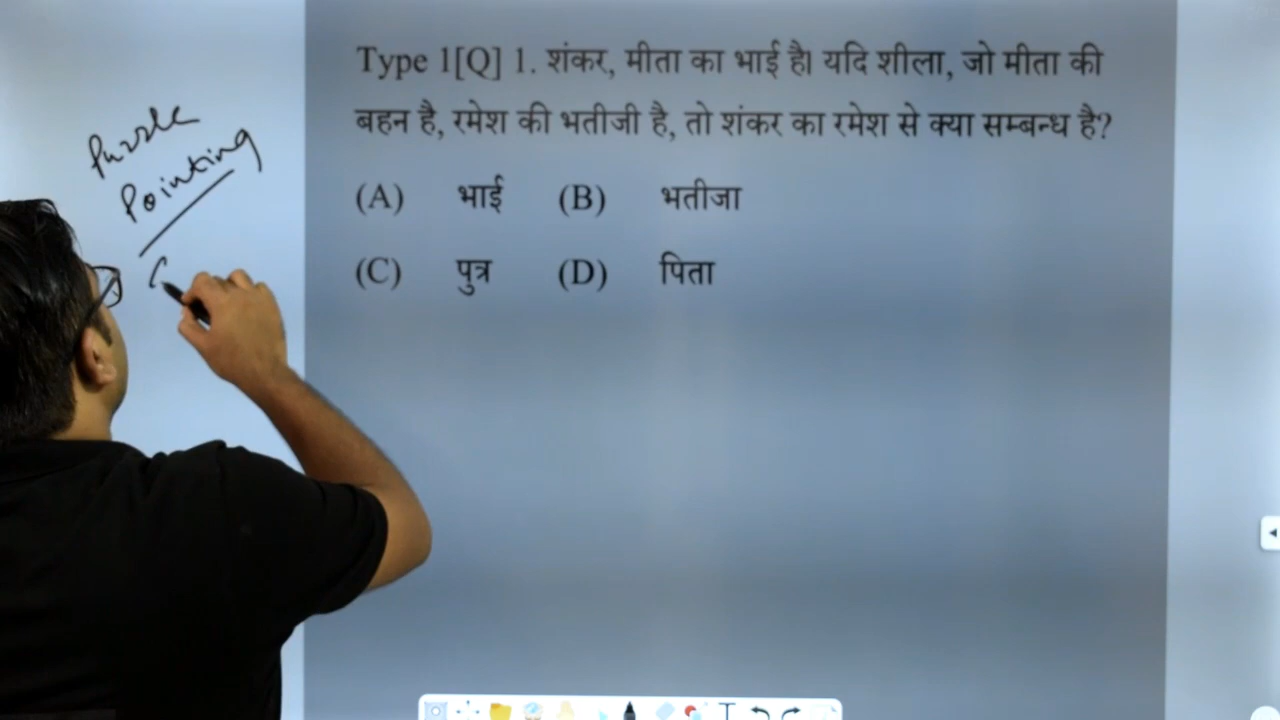 Puzzle
Pointing
Type 1[Q] 1. शंकर, मीता का भाई है। यदि शीला, जो मीता की
बहन है, रमेश की भतीजी है, तो शंकर का रमेश से क्या सम्बन्ध है?
(A) भाई (B) भतीजा
(C) पुत्र (D) पिता